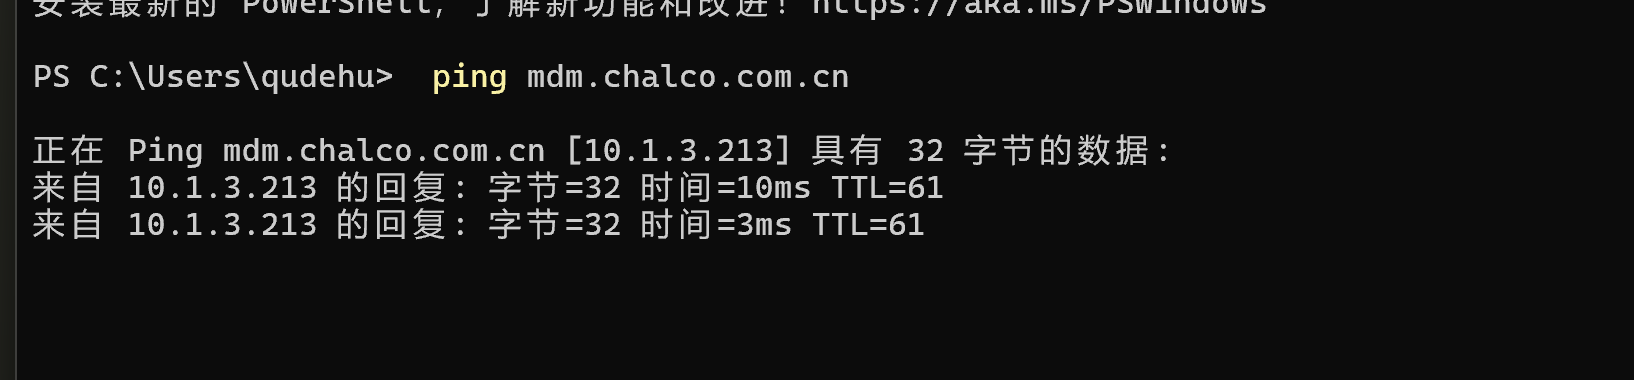 安装最新的 PowerShell，了解新功能和改进！https://aka.ms/PSWindows
PS C:\Users\qudehu>  ping mdm.chalco.com.cn
正在 Ping mdm.chalco.com.cn [10.1.3.213] 具有 32 字节的数据:
来自 10.1.3.213 的回复: 字节=32 时间=10ms TTL=61
来自 10.1.3.213 的回复: 字节=32 时间=3ms TTL=61